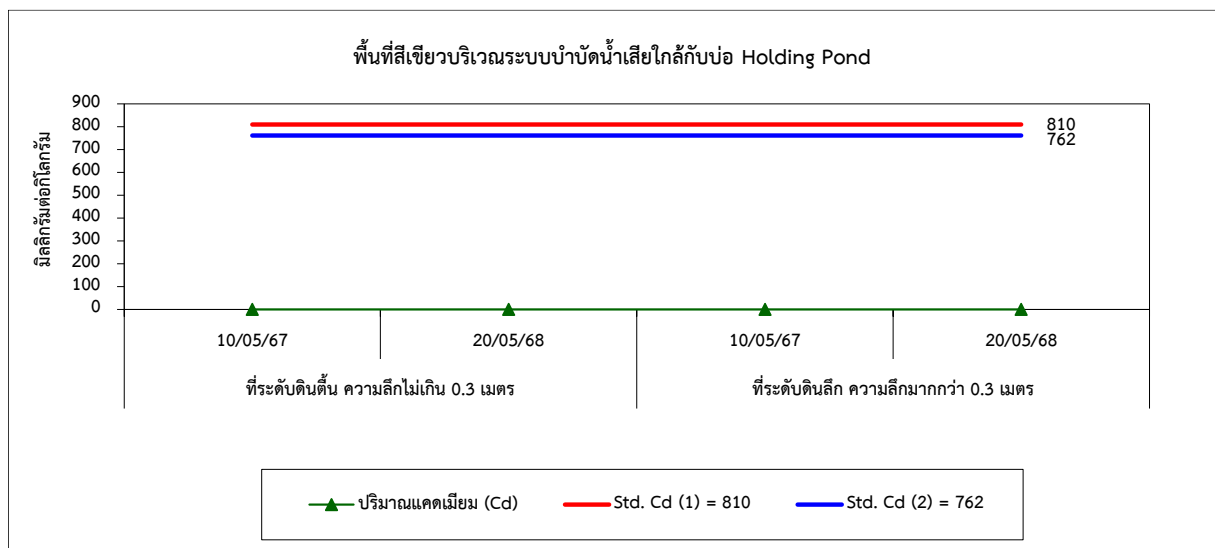 พื้นที่สีเขียวบริเวณระบบบำบัดน้ำเสียใกล้กับบ่อ Holding Pond
มิลลิกรัมต่อกิโลกรัม
900
800
700
600
500
400
300
200
100
0
810
762
10/05/67 20/05/68 10/05/67 20/05/68
ที่ระดับดินตื้น ความลึกไม่เกิน 0.3 เมตร ที่ระดับดินลึก ความลึกมากกว่า 0.3 เมตร
ปริมาณแคดเมียม (Cd) Std. Cd (1) = 810 Std. Cd (2) = 762